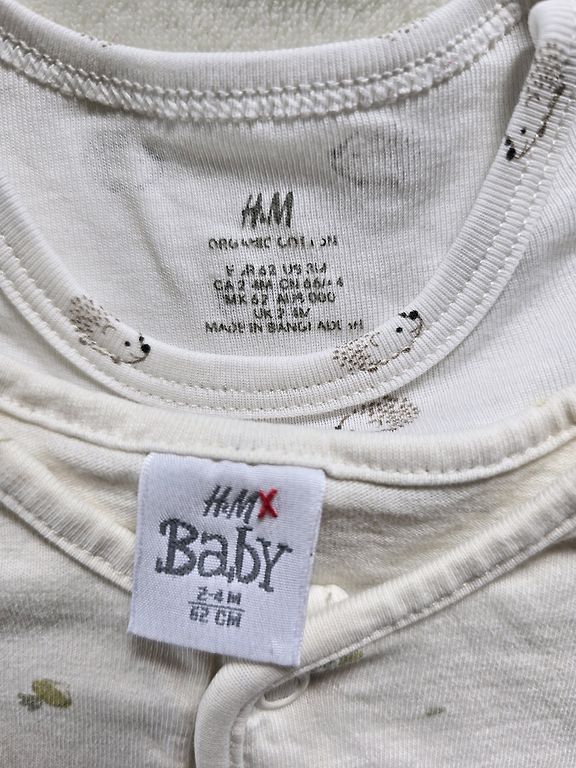 H&M
ORGANIC COTTON
EUR 62 US 3M
CA 2-4M CN 66/44
MX 62 AUS 000
UK 2-4M
MADE IN BANGLADESH
H&M X
Baby
2-4 M
62 CM